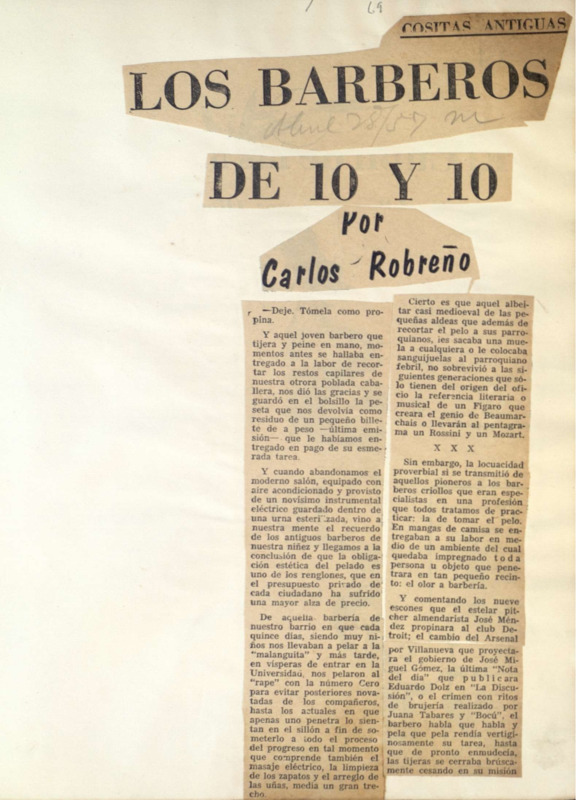 69
COSITAS ANTIGUAS
LOS BARBEROS
Abril 28/57
DE 10 Y 10
Por
Carlos Robreño
—Deje. Tómela como pro-
pina.
Y aquel joven barbero que
tijera y peine en mano, mo-
mentos antes se hallaba en-
tregado a la labor de recor-
tar los restos capilares de
nuestra otrora poblada caba-
llera, nos dió las gracias y se
guardó en el bolsillo la pe-
seta que nos devolvía como
residuo de un pequeño bille-
te de a peso —última emi-
sión— que le habíamos en-
tregado en pago de su esme-
rada tarea.
Y cuando abandonamos el
moderno salón, equipado con
aire acondicionado y provisto
de un novísimo instrumental
eléctrico guardado dentro de
una urna esterilizada, vino a
nuestra mente el recuerdo
de los antiguos barberos de
nuestra niñez y llegamos a la
conclusión de que la obliga-
ción estética del pelado es
uno de los renglones, que en
el presupuesto privado de
cada ciudadano ha sufrido
una mayor alza de precio.
De aquella barbería de
nuestro barrio en que cada
quince días, siendo muy ni-
ños nos llevaban a pelar a la
"malanguita" y más tarde,
en vísperas de entrar en la
Universidad, nos pelaron al
"rape" con la número Cero
para evitar posteriores nova-
tadas de los compañeros,
hasta los actuales en que
apenas uno penetra lo sien-
tan en el sillón a fin de so-
meterlo a todo el proceso
del progreso en tal momento
que comprende también el
masaje eléctrico, la limpieza
de los zapatos y el arreglo de
las uñas, media un gran tre-
cho.
Cierto es que aquel albei-
tar casi medioeval de las pe-
queñas aldeas que además de
recortar el pelo a sus parro-
quianos, les sacaba una mue-
la a cualquiera o le colocaba
sanguijuelas al parroquiano
febril, no sobrevivió a las si-
guientes generaciones que só-
lo tienen del origen del ofi-
cio la referencia literaria o
musical de un Figaro que
creara el genio de Beaumar-
chais o llevarán al pentagra-
ma un Rossini y un Mozart.
X X X
Sin embargo, la locuacidad
proverbial si se transmitió de
aquellos pioneros a los bar-
beros criollos que eran espe-
cialistas en una profesión
que todos tratamos de prac-
ticar: la de tomar el pelo.
En mangas de camisa se en-
tregaban a su labor en me-
dio de un ambiente del cual
quedaba impregnado toda
persona u objeto que pene-
trara en tan pequeño recin-
to: el olor a barbería.
Y comentando los nueve
escones que el estelar pit-
cher almendarista José Mén-
dez propinara al club De-
troit; el cambio del Arsenal
por Villanueva que proyecta-
ra el gobierno de José Mi-
guel Gómez, la última "Nota
del día" que publicara
Eduardo Dolz en "La Discu-
sión", o el crimen con ritos
de brujería realizado por
Juana Tabares y "Bocú", el
barbero habla que habla y
pela que pela rendía vertigi-
nosamente su tarea, hasta
que de pronto enmudecía,
las tijeras se cerraba brúsca-
mente cesando en su misión